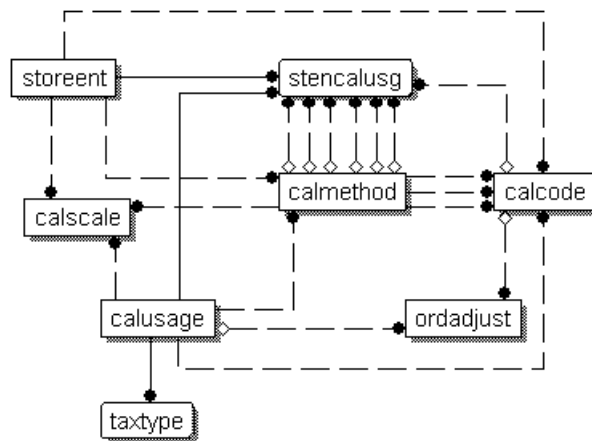 storeent
stencalusg
calmethod
calcode
calscale
calusage
ordadjust
taxtype